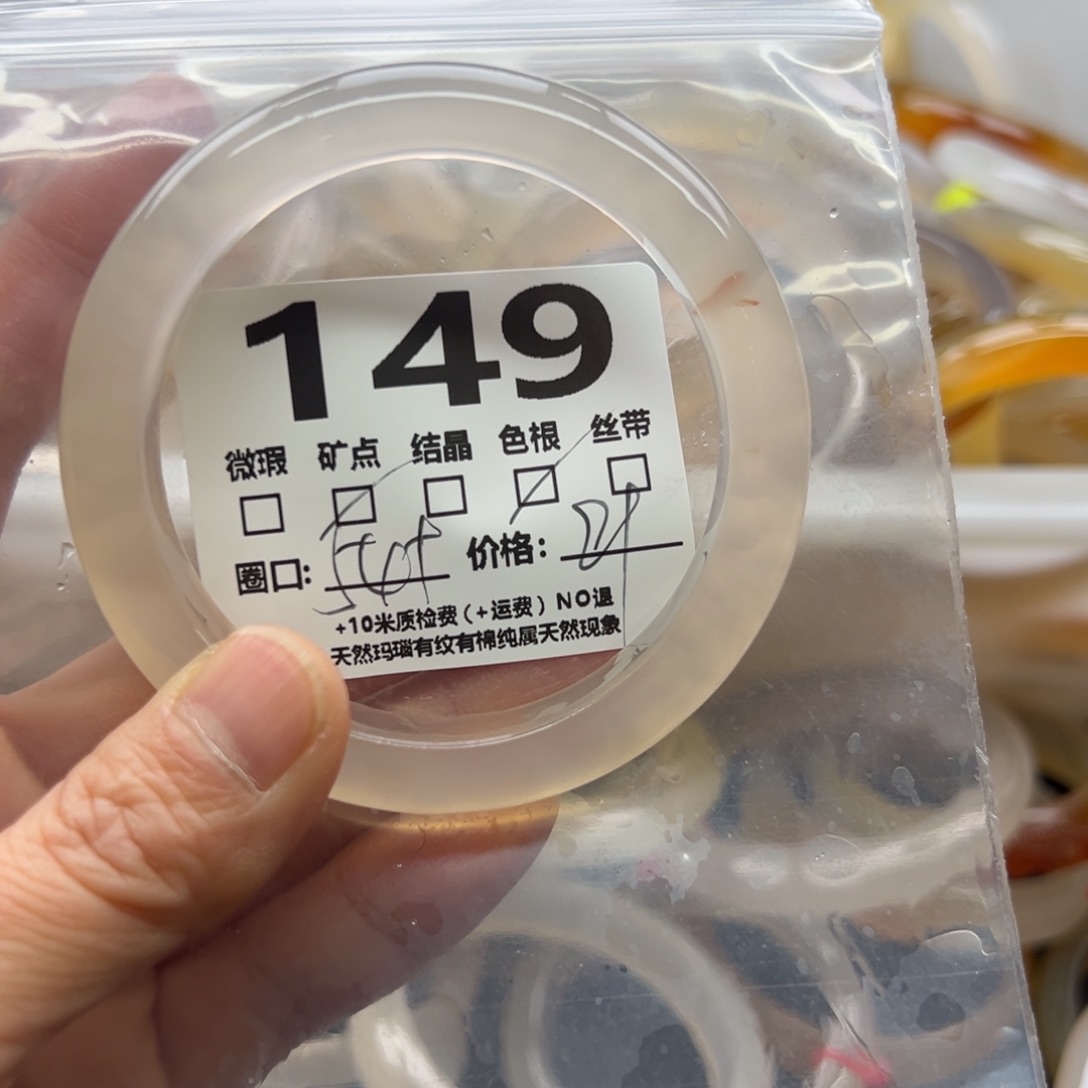 149
微瑕 矿点 结晶 色根 丝带
圈口: 价格:
+10米质检费(+运费) NO退
天然玛瑙有纹有棉纯属天然现象